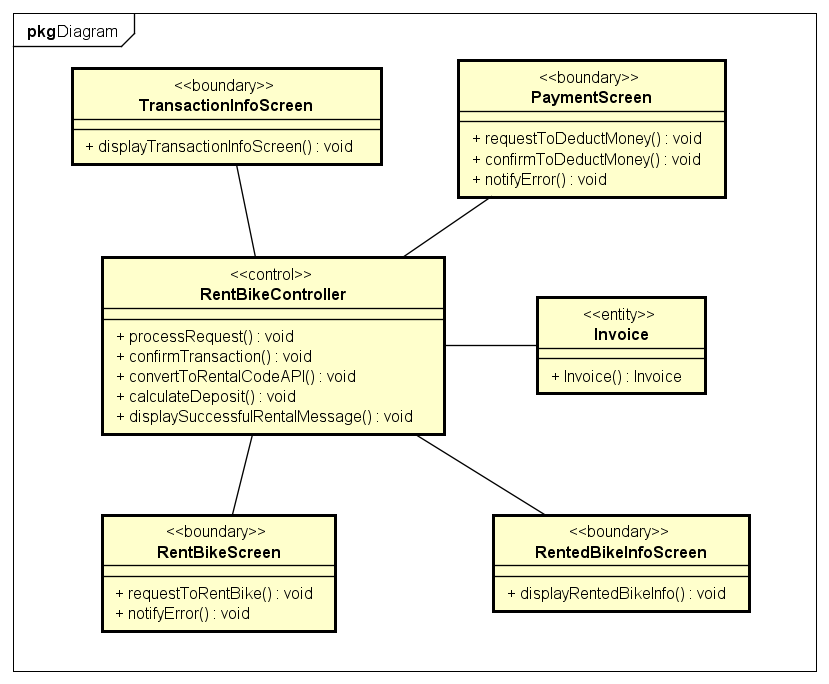 pkgDiagram
<<boundary>>
TransactionInfoScreen
+ displayTransactionInfoScreen() : void
<<boundary>>
PaymentScreen
+ requestToDeductMoney() : void
+ confirmToDeductMoney() : void
+ notifyError() : void
<<control>>
RentBikeController
+ processRequest() : void
+ confirmTransaction() : void
+ convertToRentalCodeAPI() : void
+ calculateDeposit() : void
+ displaySuccessfulRentalMessage() : void
<<entity>>
Invoice
+ Invoice() : Invoice
<<boundary>>
RentBikeScreen
+ requestToRentBike() : void
+ notifyError() : void
<<boundary>>
RentedBikeInfoScreen
+ displayRentedBikeInfo() : void